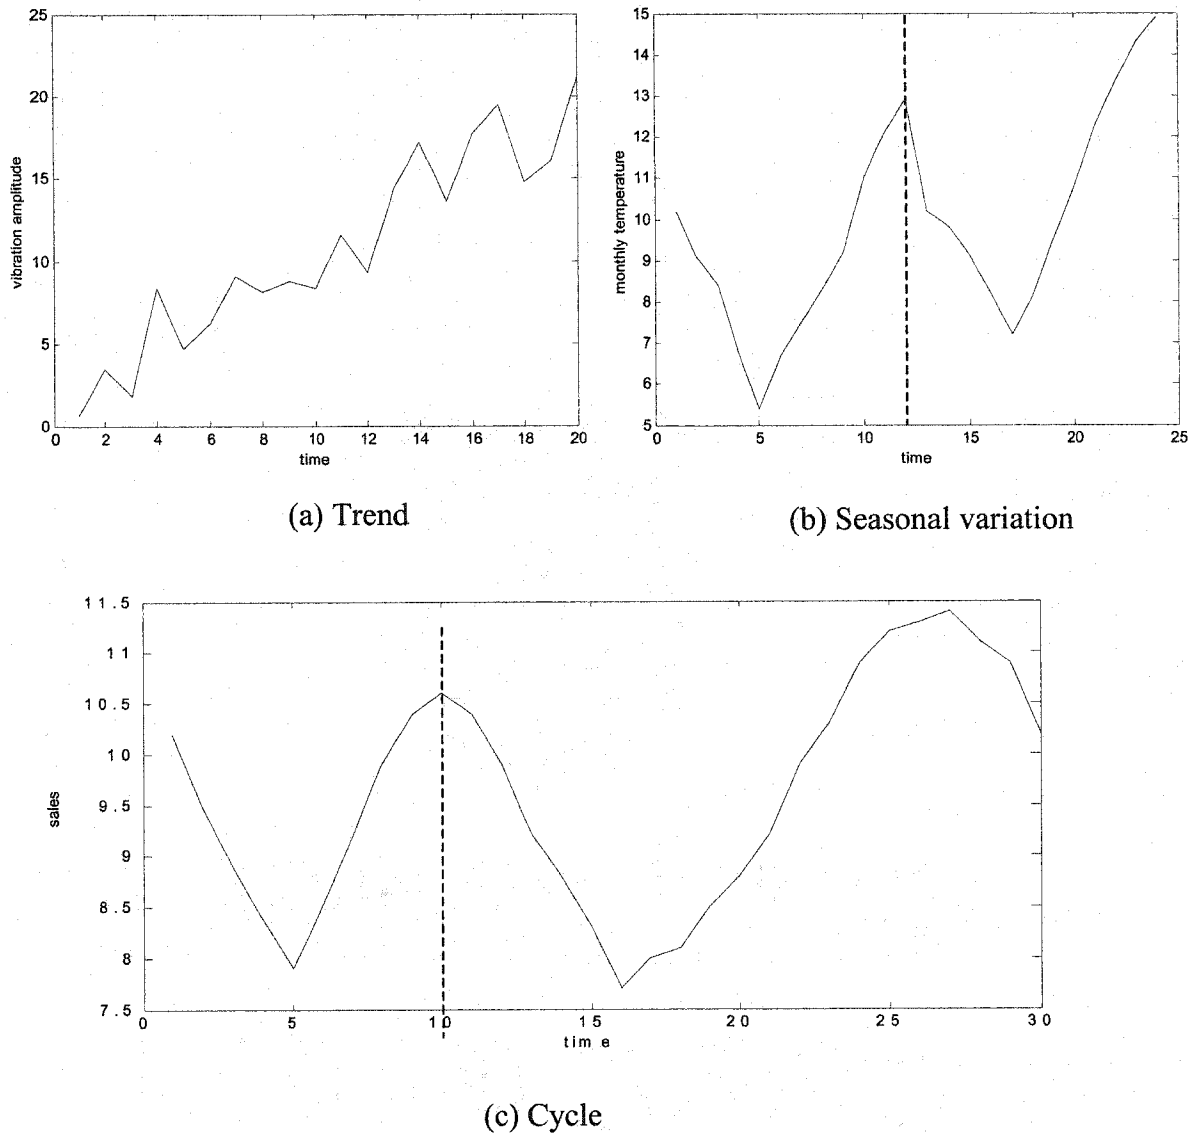 25
20
15
10
5
0
vibration amplitude
0 2 4 6 8 10 12 14 16 18 20
time
(a) Trend
15
14
13
12
11
10
9
8
7
6
5
monthly temperature
0 5 10 15 20 25
time
(b) Seasonal variation
11.5
11
10.5
10
9.5
9
8.5
8
7.5
sales
0 5 10 15 20 25 30
time
(c) Cycle